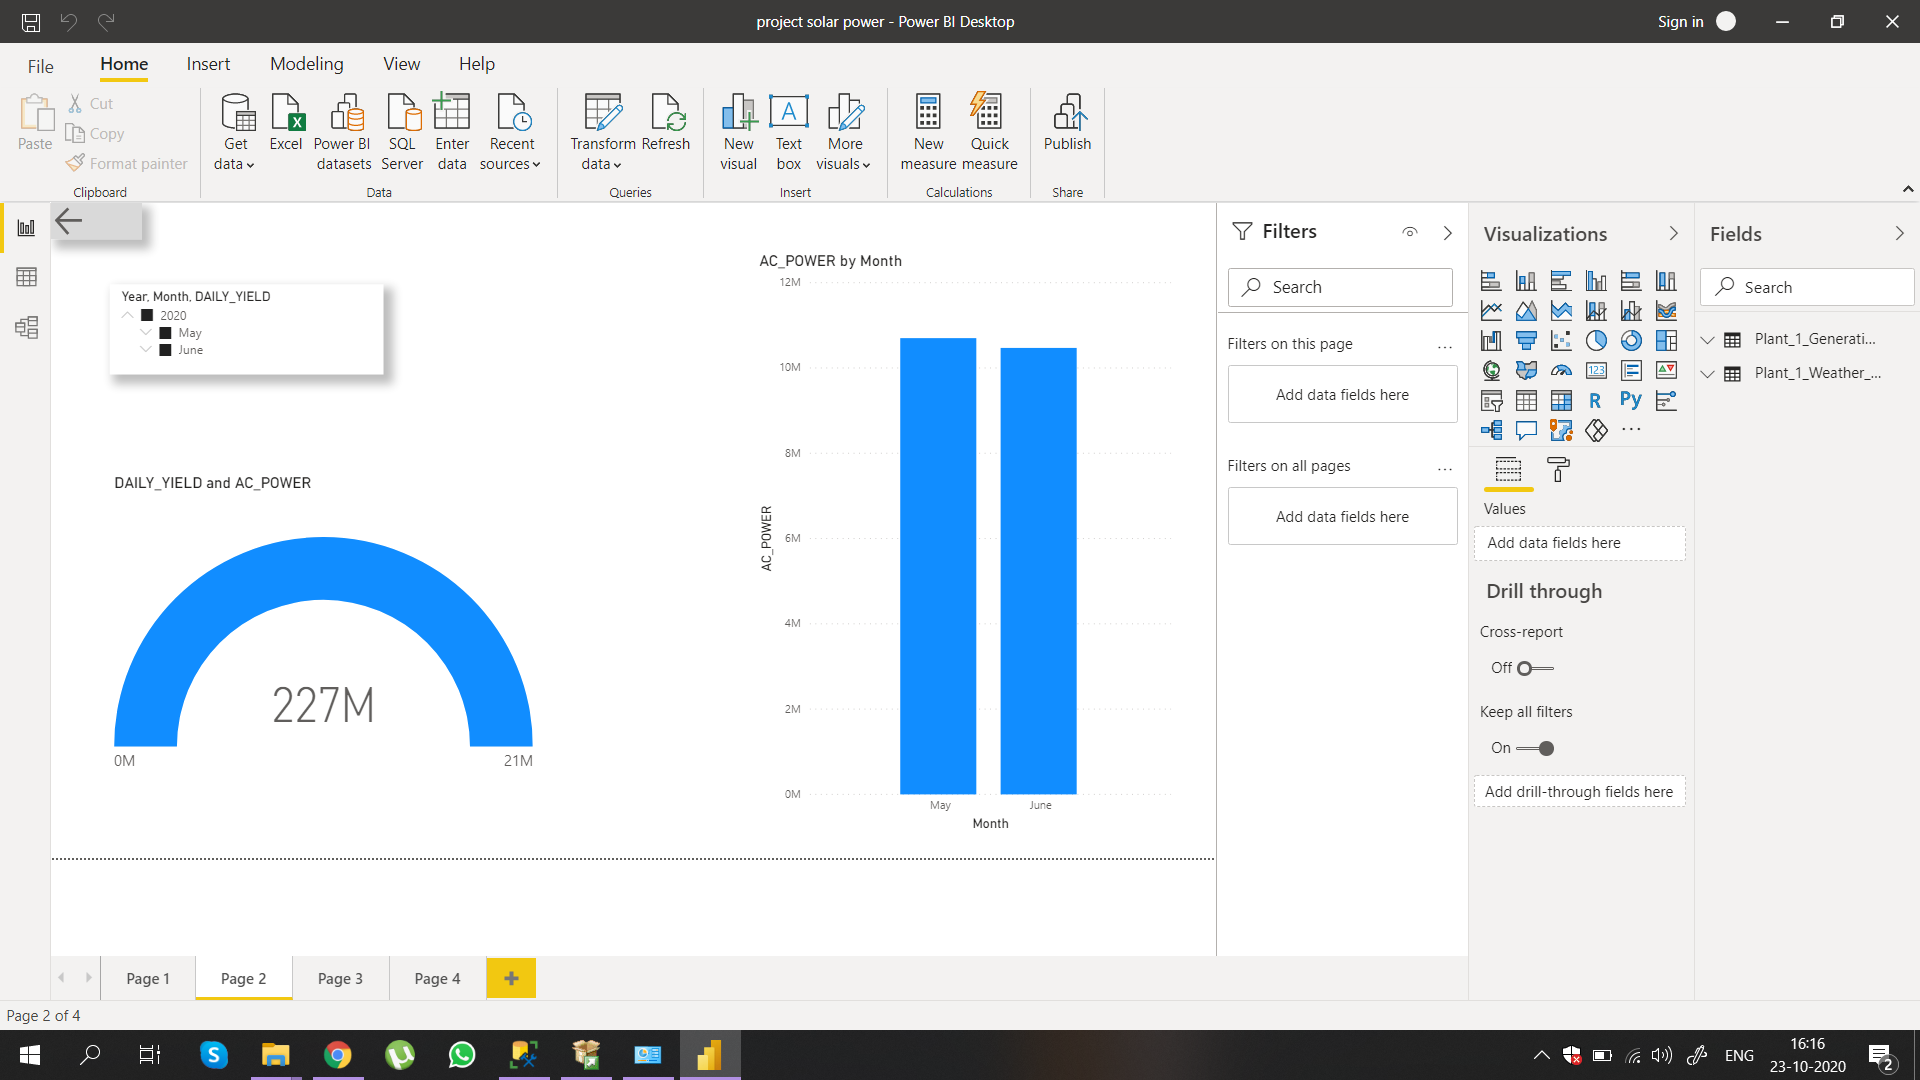 project solar power - Power BI Desktop
Sign in
File
Home
Insert
Modeling
View
Help
Paste
Cut
Copy
Format painter
Clipboard
Get data
Excel
Power BI datasets
SQL Server
Enter data
Recent sources
Data
Transform data
Refresh
Queries
New visual
Text box
More visuals
Insert
New measure
Quick measure
Calculations
Publish
Share
Year, Month, DAILY_YIELD
2020
May
June
DAILY_YIELD and AC_POWER
227M
0M
21M
AC_POWER by Month
12M
10M
8M
6M
4M
2M
0M
AC_POWER
May
June
Month
Filters
Search
Filters on this page
...
Add data fields here
Filters on all pages
...
Add data fields here
Visualizations
123
R
Py
...
Values
Add data fields here
Drill through
Cross-report
Off
Keep all filters
On
Add drill-through fields here
Fields
Search
Plant_1_Generati...
Plant_1_Weather_...
Page 1
Page 2
Page 3
Page 4
+
Page 2 of 4
ENG
16:16
23-10-2020
2